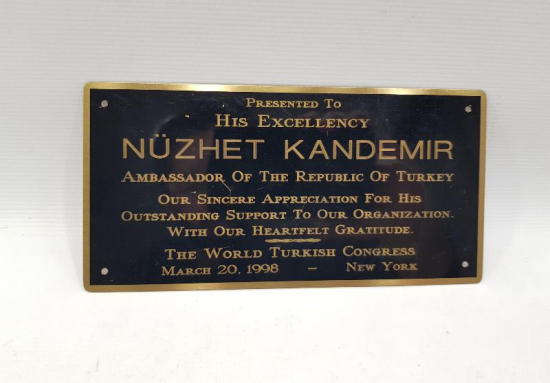 PRESENTED TO
HIS EXCELLENCY
NÜZHET KANDEMIR
AMBASSADOR OF THE REPUBLIC OF TURKEY
OUR SINCERE APPRECIATION FOR HIS
OUTSTANDING SUPPORT TO OUR ORGANIZATION.
WITH OUR HEARTFELT GRATITUDE.
THE WORLD TURKISH CONGRESS
MARCH 20, 1998 – NEW YORK